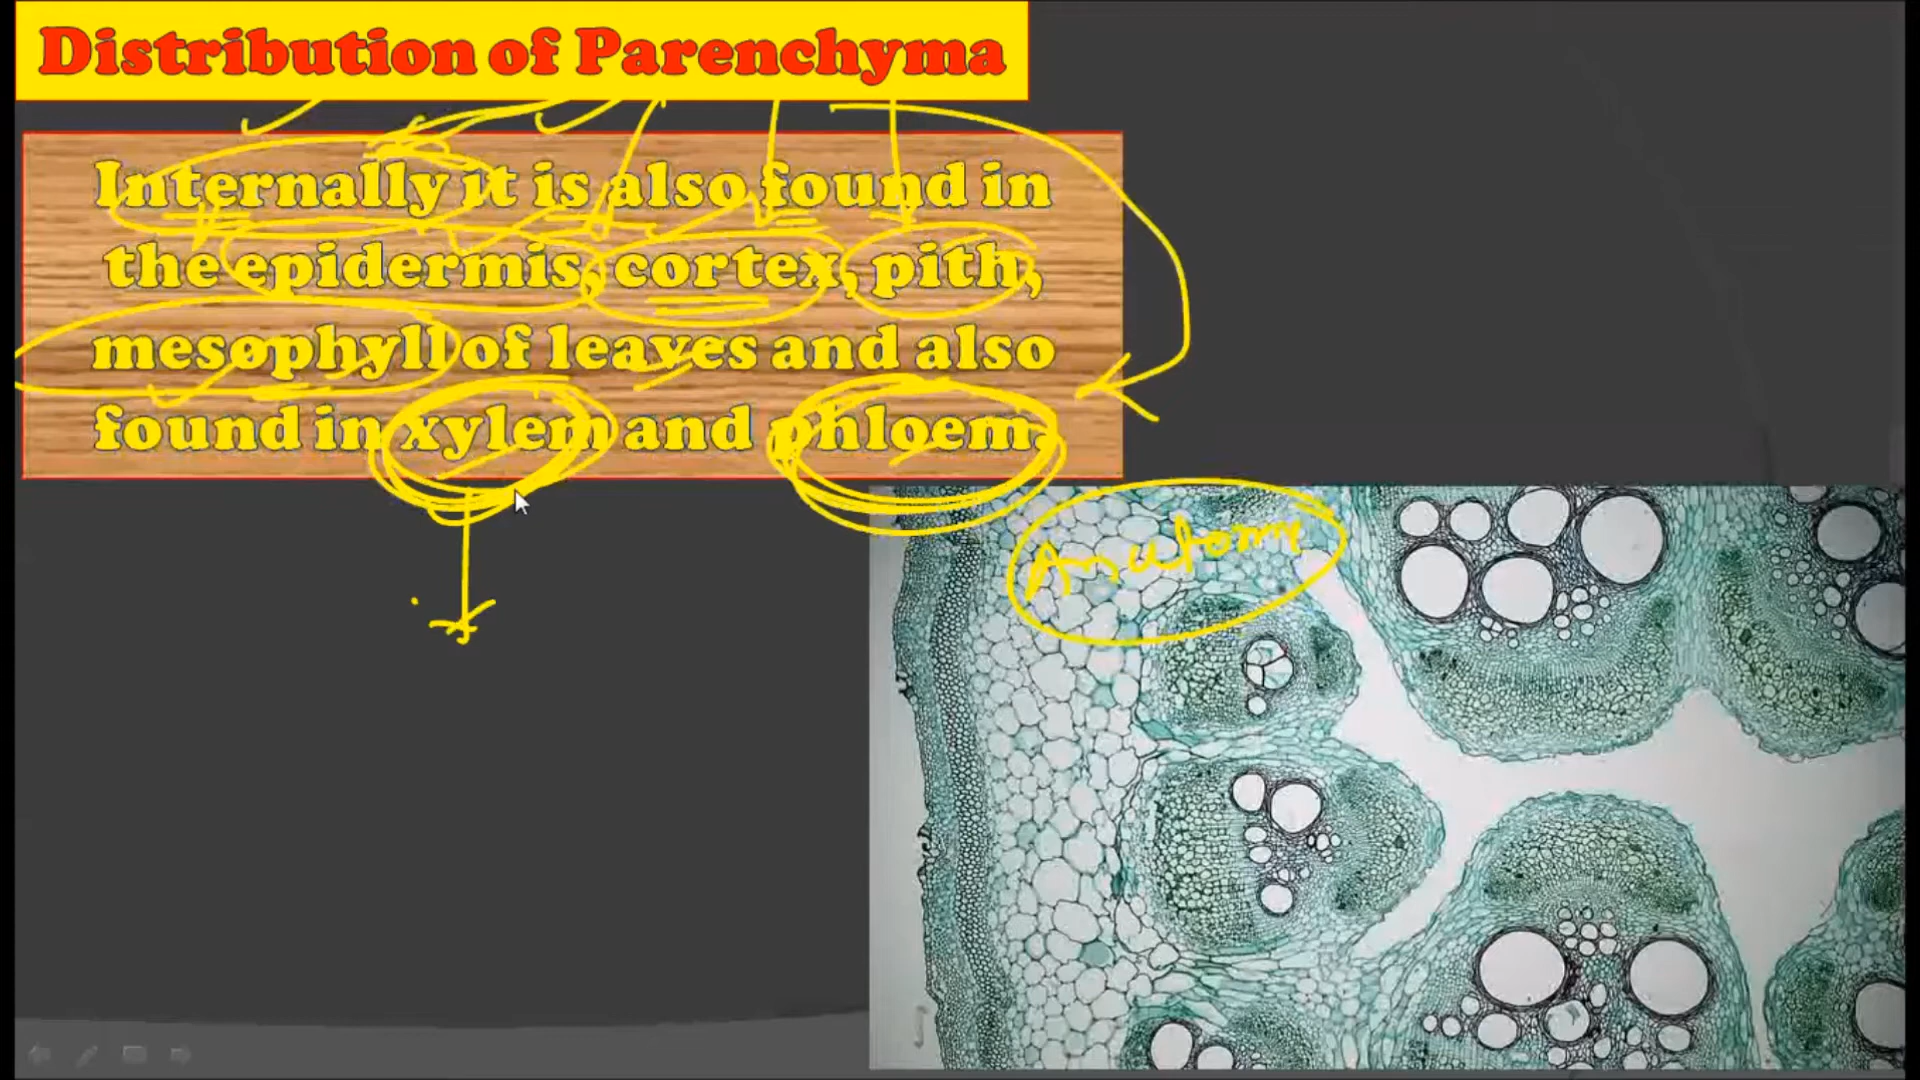 Distribution of Parenchyma
Internally it is also found in
the epidermis, cortex, pith,
mesophyll of leaves and also
found in xylem and phloem.
Anatomy